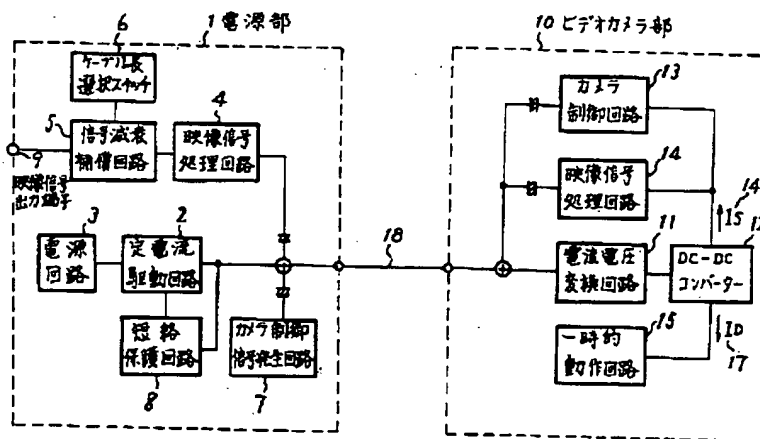 1 電源部
6
ケーブル長
選択スイッチ
5
信号減衰
補償回路
4
映像信号
処理回路
9
映像信号
出力端子
3
電源
回路
2
定電流
駆動回路
短絡
保護回路
8
カメラ制御
信号発生回路
7
18
10 ビデオカメラ部
カメラ
制御回路
13
映像信号
処理回路
14
電流電圧
変換回路
11
IS
14
12
DC-DC
コンバーター
ID
17
一時的
動作回路
15